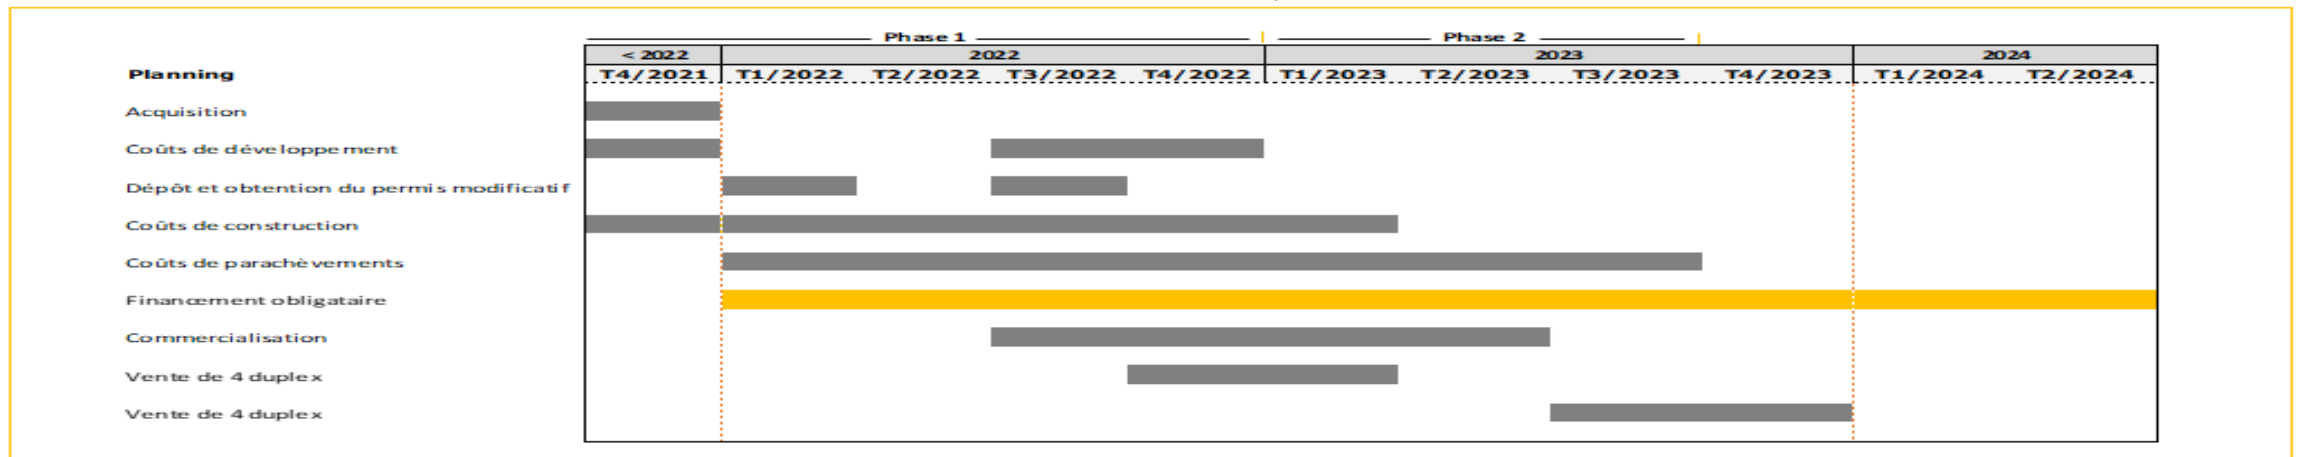 Phase 1 Phase 2
< 2022 2022 2023 2024
Planning T4/2021 T1/2022 T2/2022 T3/2022 T4/2022 T1/2023 T2/2023 T3/2023 T4/2023 T1/2024 T2/2024
Acquisition
Coûts de développement
Dépôt et obtention du permis modificatif
Coûts de construction
Coûts de parachèvements
Financement obligataire
Commercialisation
Vente de 4 duplex
Vente de 4 duplex